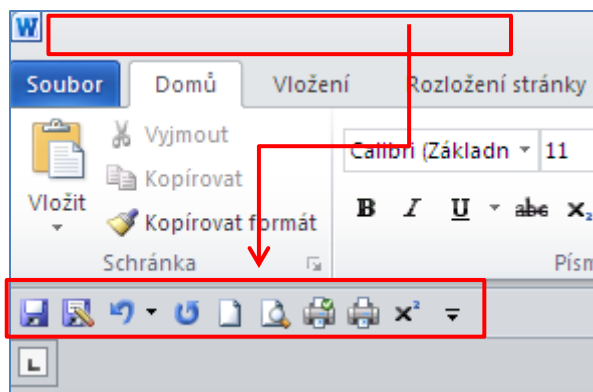 W
Soubor Domů Vložení Rozložení stránky
Vyjmout
Calibri (Základn 11
Kopírovat
Vložit
B I U abc x₂
Kopírovat formát
Schránka Písm
x²
L